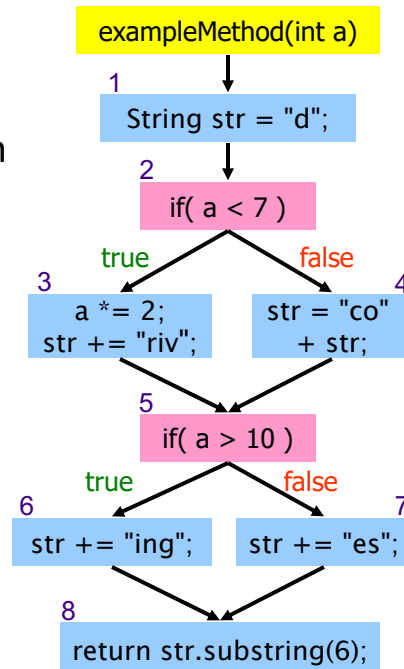 exampleMethod(int a)
1
String str = "d";
n
2
if( a < 7 )
true false
3
a *= 2;
str += "riv";
4
str = "co"
+ str;
5
if( a > 10 )
true false
6
str += "ing";
7
str += "es";
8
return str.substring(6);